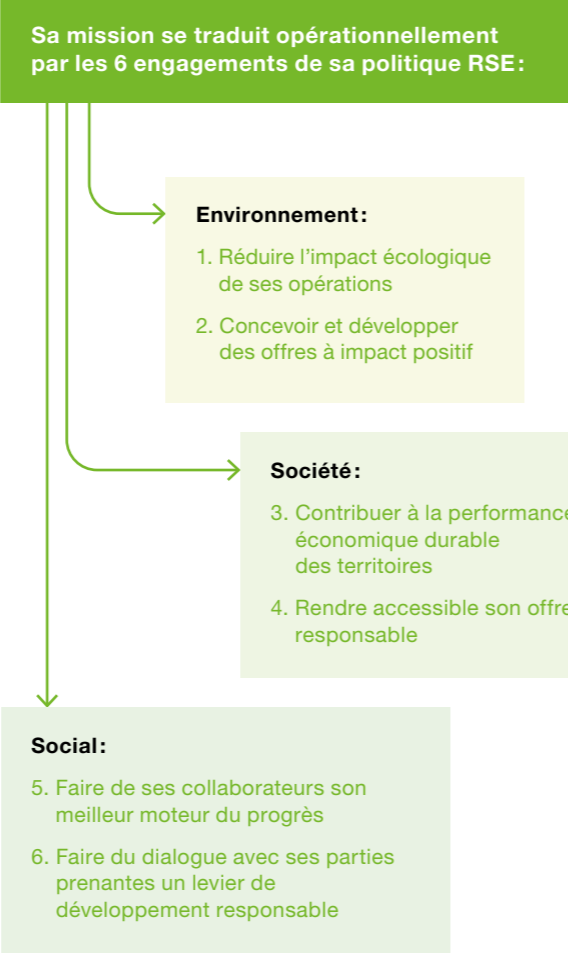 Sa mission se traduit opérationnellement
par les 6 engagements de sa politique RSE :
Environnement :
1. Réduire l’impact écologique
de ses opérations
2. Concevoir et développer
des offres à impact positif
Société :
3. Contribuer à la performance
économique durable
des territoires
4. Rendre accessible son offre
responsable
Social :
5. Faire de ses collaborateurs son
meilleur moteur du progrès
6. Faire du dialogue avec ses parties
prenantes un levier de
développement responsable